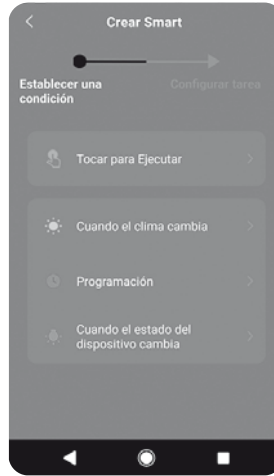 Crear Smart
Establecer una
condición
Configurar tarea
Tocar para Ejecutar
Cuando el clima cambia
Programación
Cuando el estado del
dispositivo cambia